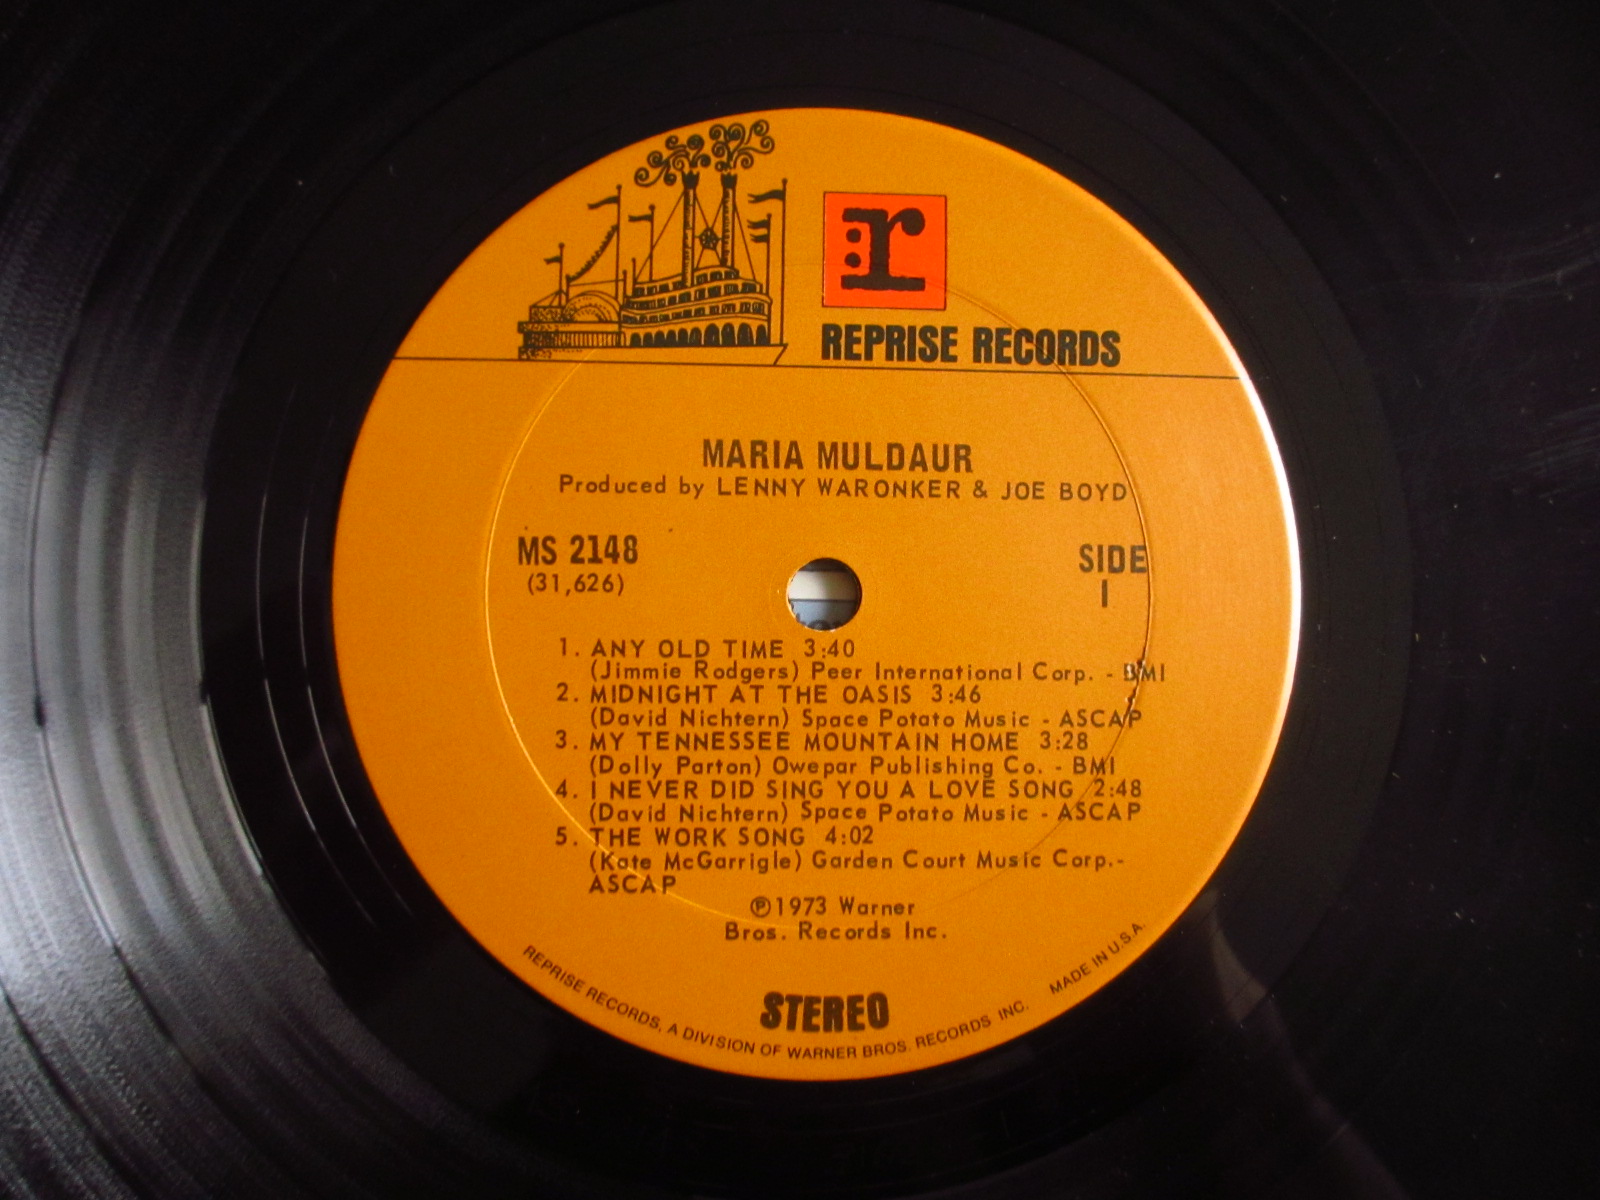 :r
REPRISE RECORDS
MARIA MULDAUR
Produced by LENNY WARONKER & JOE BOYD
MS 2148
(31,626)
SIDE
1
1. ANY OLD TIME 3:40
(Jimmie Rodgers) Peer International Corp. - BMI
2. MIDNIGHT AT THE OASIS 3:46
(David Nichtern) Space Potato Music - ASCAP
3. MY TENNESSEE MOUNTAIN HOME 3:28
(Dolly Parton) Owepar Publishing Co. - BMI
4. I NEVER DID SING YOU A LOVE SONG 2:48
(David Nichtern) Space Potato Music - ASCAP
5. THE WORK SONG 4:02
(Kate McGarrigle) Garden Court Music Corp.-
ASCAP
℗1973 Warner
Bros. Records Inc.
STEREO
REPRISE RECORDS, A DIVISION OF WARNER BROS. RECORDS INC. MADE IN U.S.A.